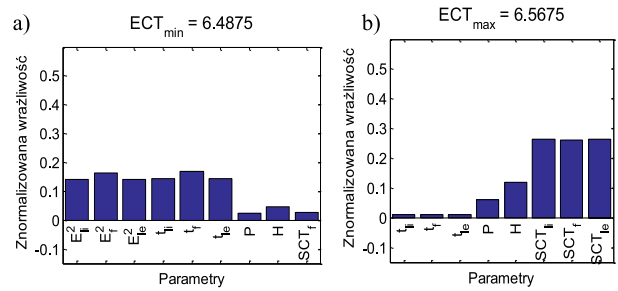 a)
ECTmin = 6.4875
Znormalizowana wrażliwość
0.5
0.4
0.3
0.2
0.1
0
-0.1
E²li
E²f
E²le
tli
tf
tle
P
H
SCTf
Parametry
b)
ECTmax = 6.5675
Znormalizowana wrażliwość
0.5
0.4
0.3
0.2
0.1
0
-0.1
tli
tf
tle
P
H
SCTli
SCTf
SCTle
Parametry